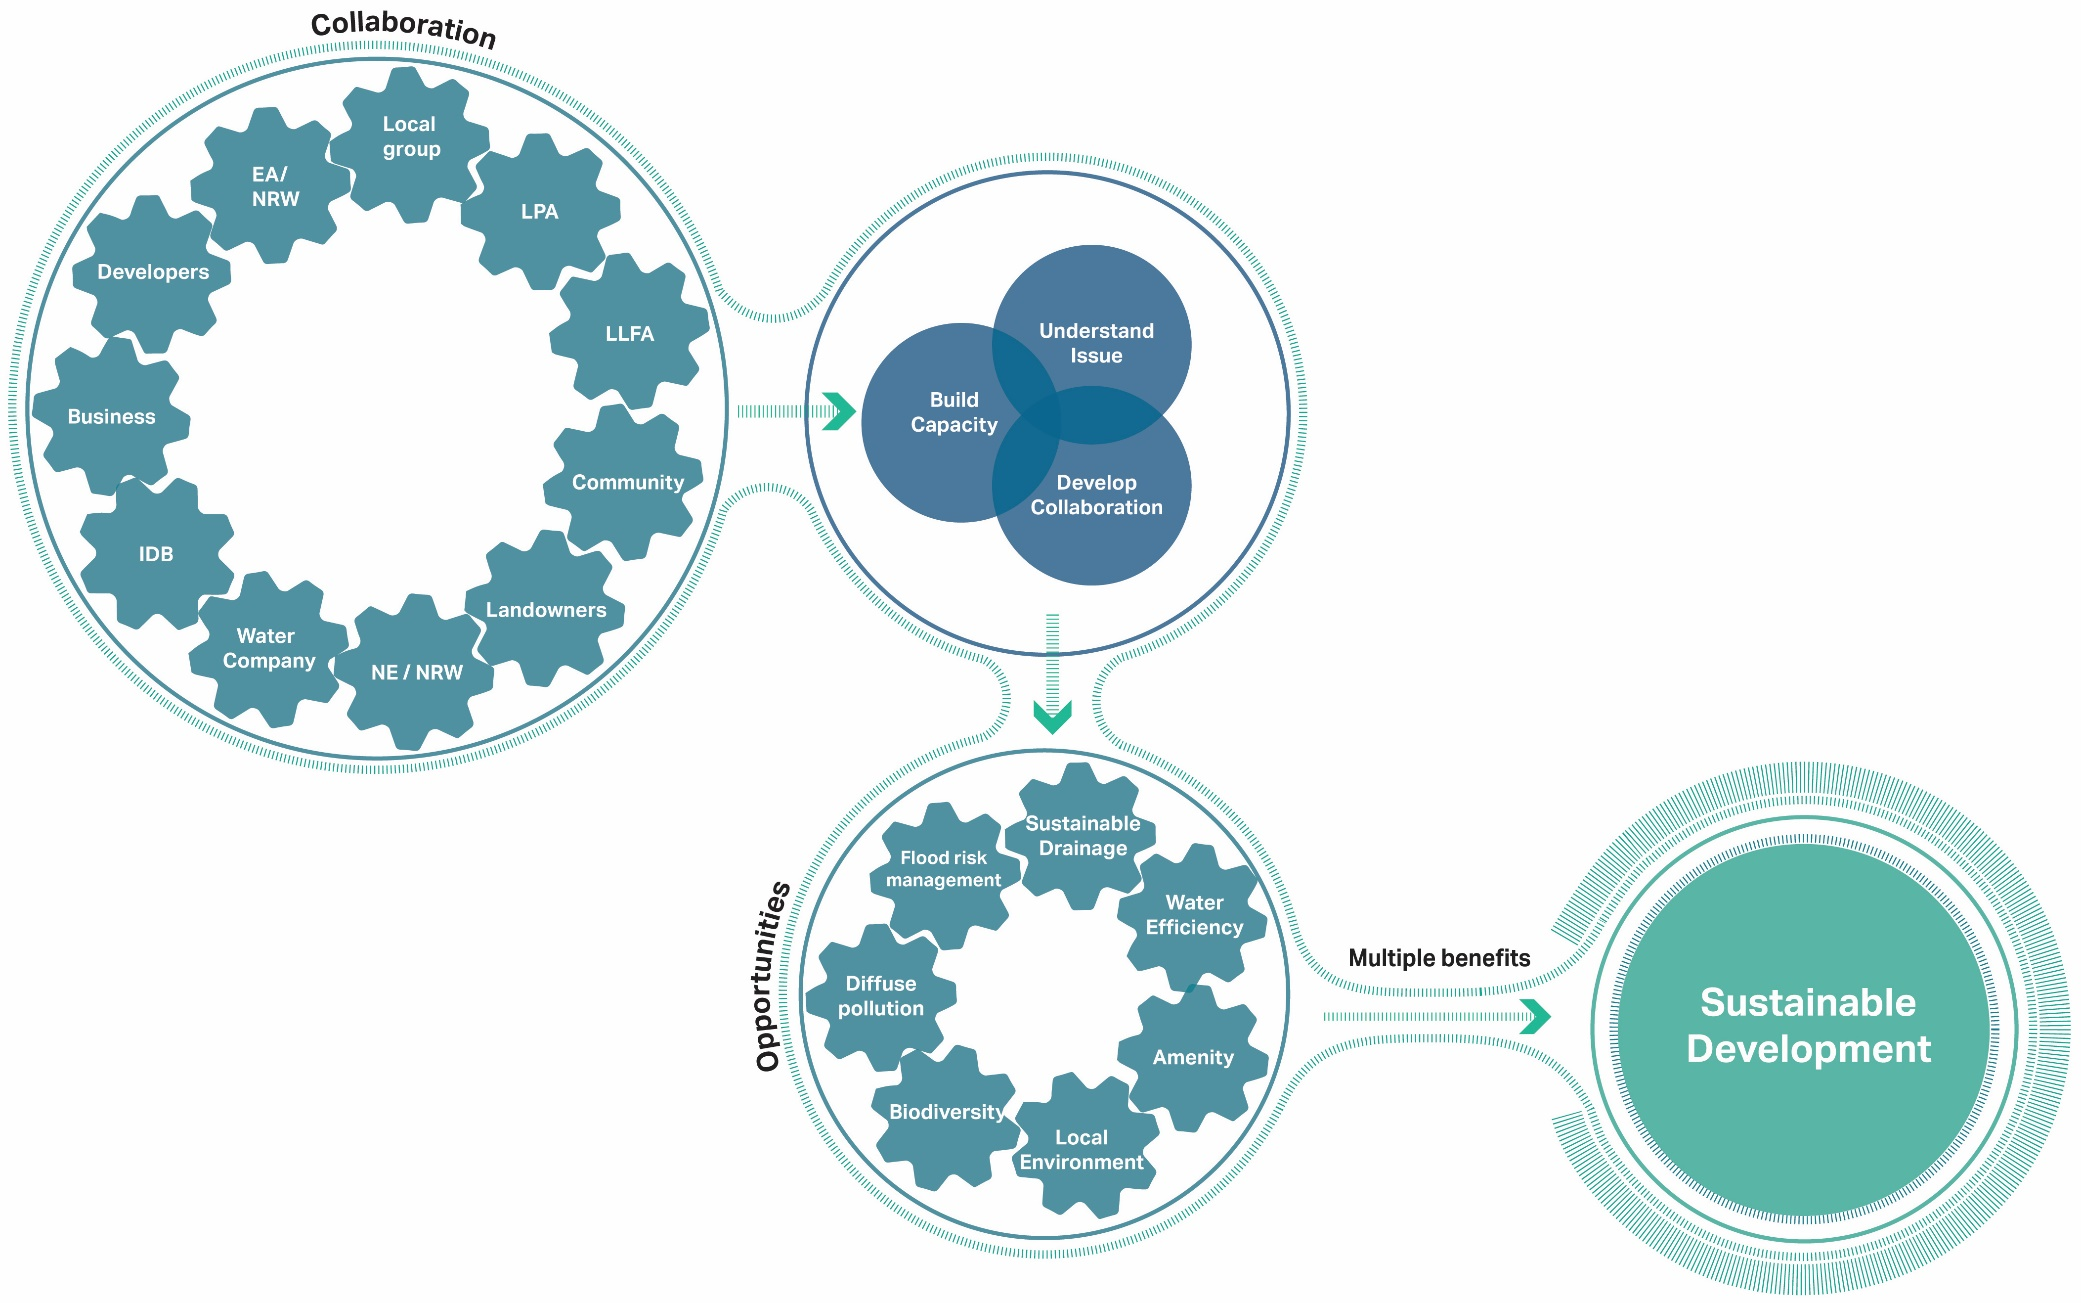 Collaboration
Local
group
EA/
NRW
LPA
Developers
LLFA
Business
Community
IDB
Landowners
Water
Company
NE / NRW
Understand
Issue
Build
Capacity
Develop
Collaboration
Opportunities
Sustainable
Drainage
Flood risk
management
Water
Efficiency
Diffuse
pollution
Amenity
Biodiversity
Local
Environment
Multiple benefits
Sustainable
Development